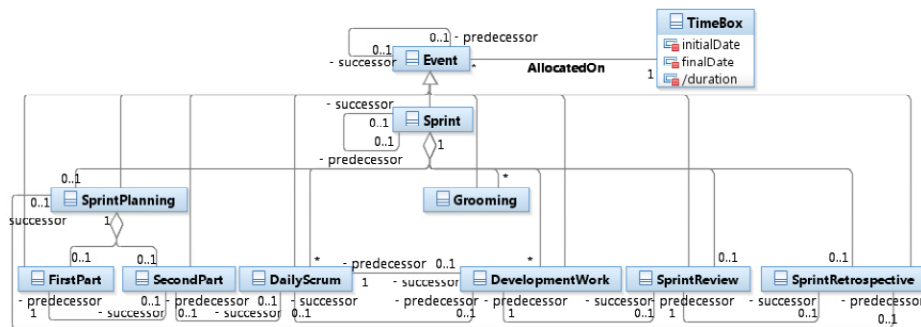 TimeBox
initialDate
finalDate
/duration
0..1
- predecessor
0..1
- successor
Event
*
AllocatedOn
1
- successor
0..1
Sprint
0..1
1
- predecessor
0..1
*
0..1
SprintPlanning
Grooming
successor
1
0..1
0..1
*
- predecessor
0..1
*
0..1
0..1
FirstPart
SecondPart
DailyScrum
1
- successor
DevelopmentWork
SprintReview
SprintRetrospective
- predecessor
0..1
- predecessor
0..1
- successor
- predecessor
- predecessor
- successor
- predecessor
- successor
- predecessor
1
- successor
0..1
- successor
0..1
0..1
1
0..1
1
0..1
0..1